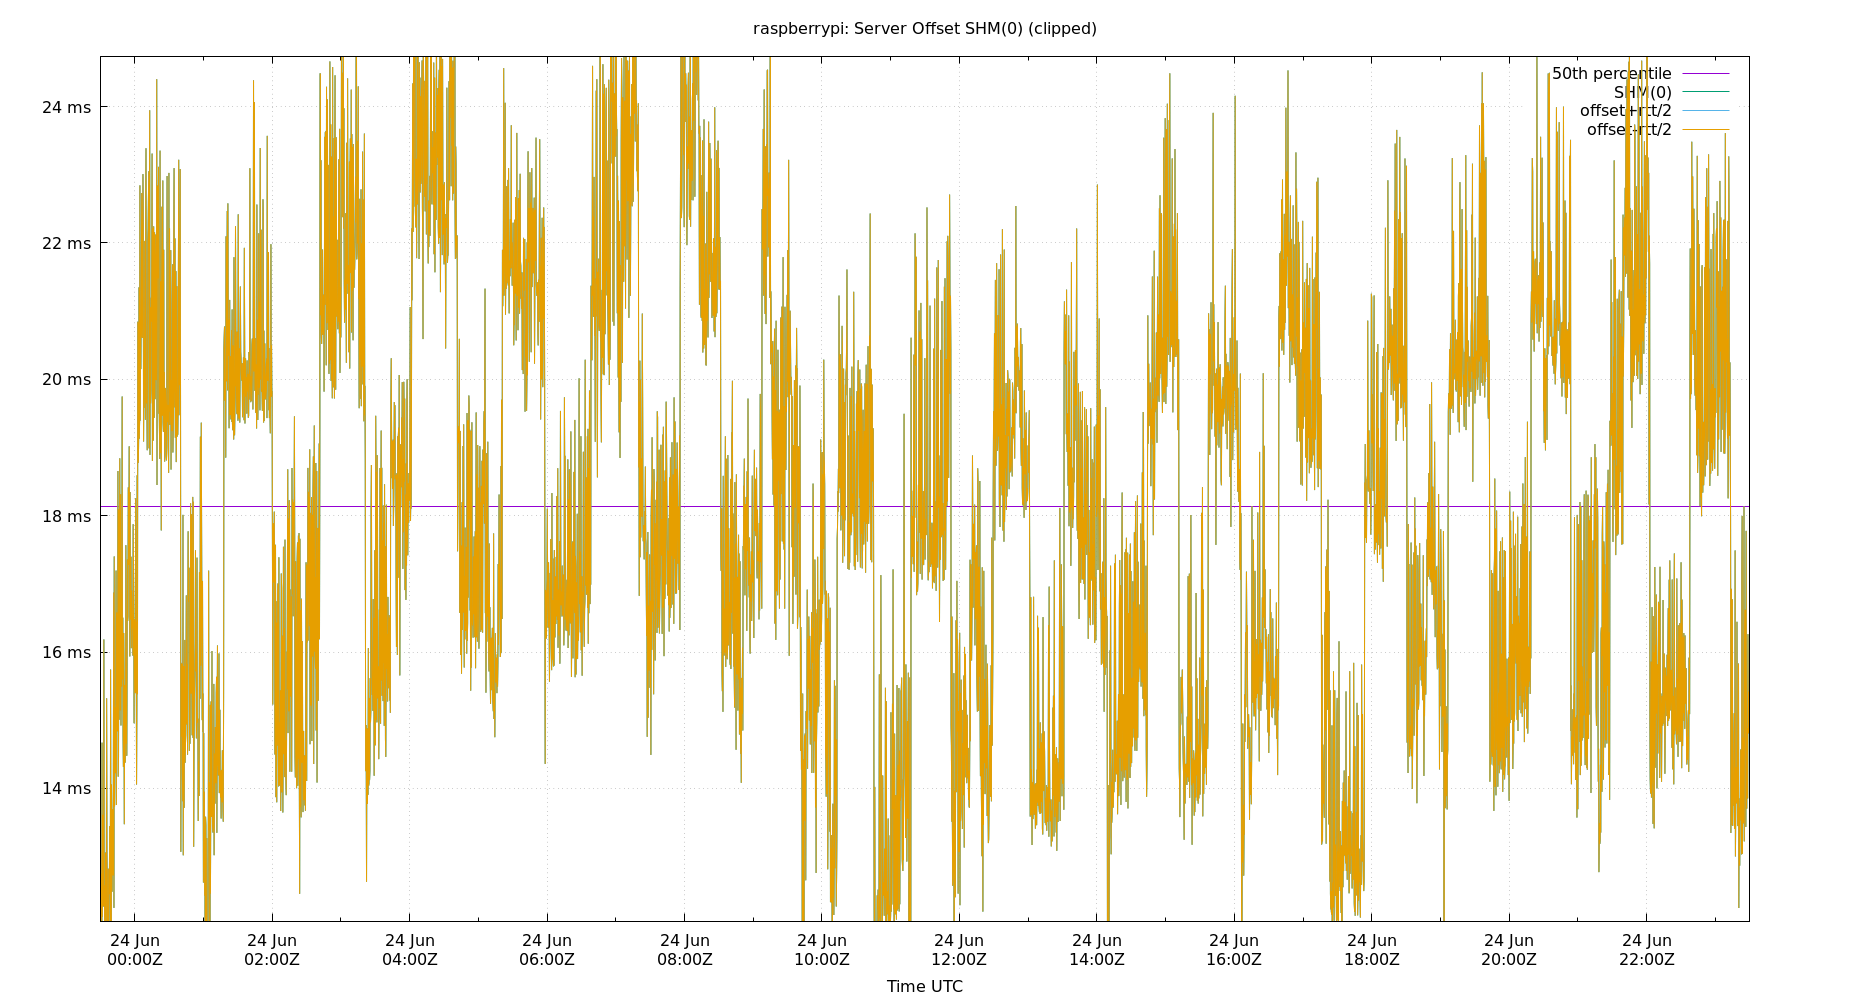 raspberrypi: Server Offset SHM(0) (clipped)
50th percentile
SHM(0)
offset+rtt/2
offset-rtt/2
24 ms
22 ms
20 ms
18 ms
16 ms
14 ms
24 Jun 24 Jun 24 Jun 24 Jun 24 Jun 24 Jun 24 Jun 24 Jun 24 Jun 24 Jun 24 Jun 24 Jun
00:00Z 02:00Z 04:00Z 06:00Z 08:00Z 10:00Z 12:00Z 14:00Z 16:00Z 18:00Z 20:00Z 22:00Z
Time UTC